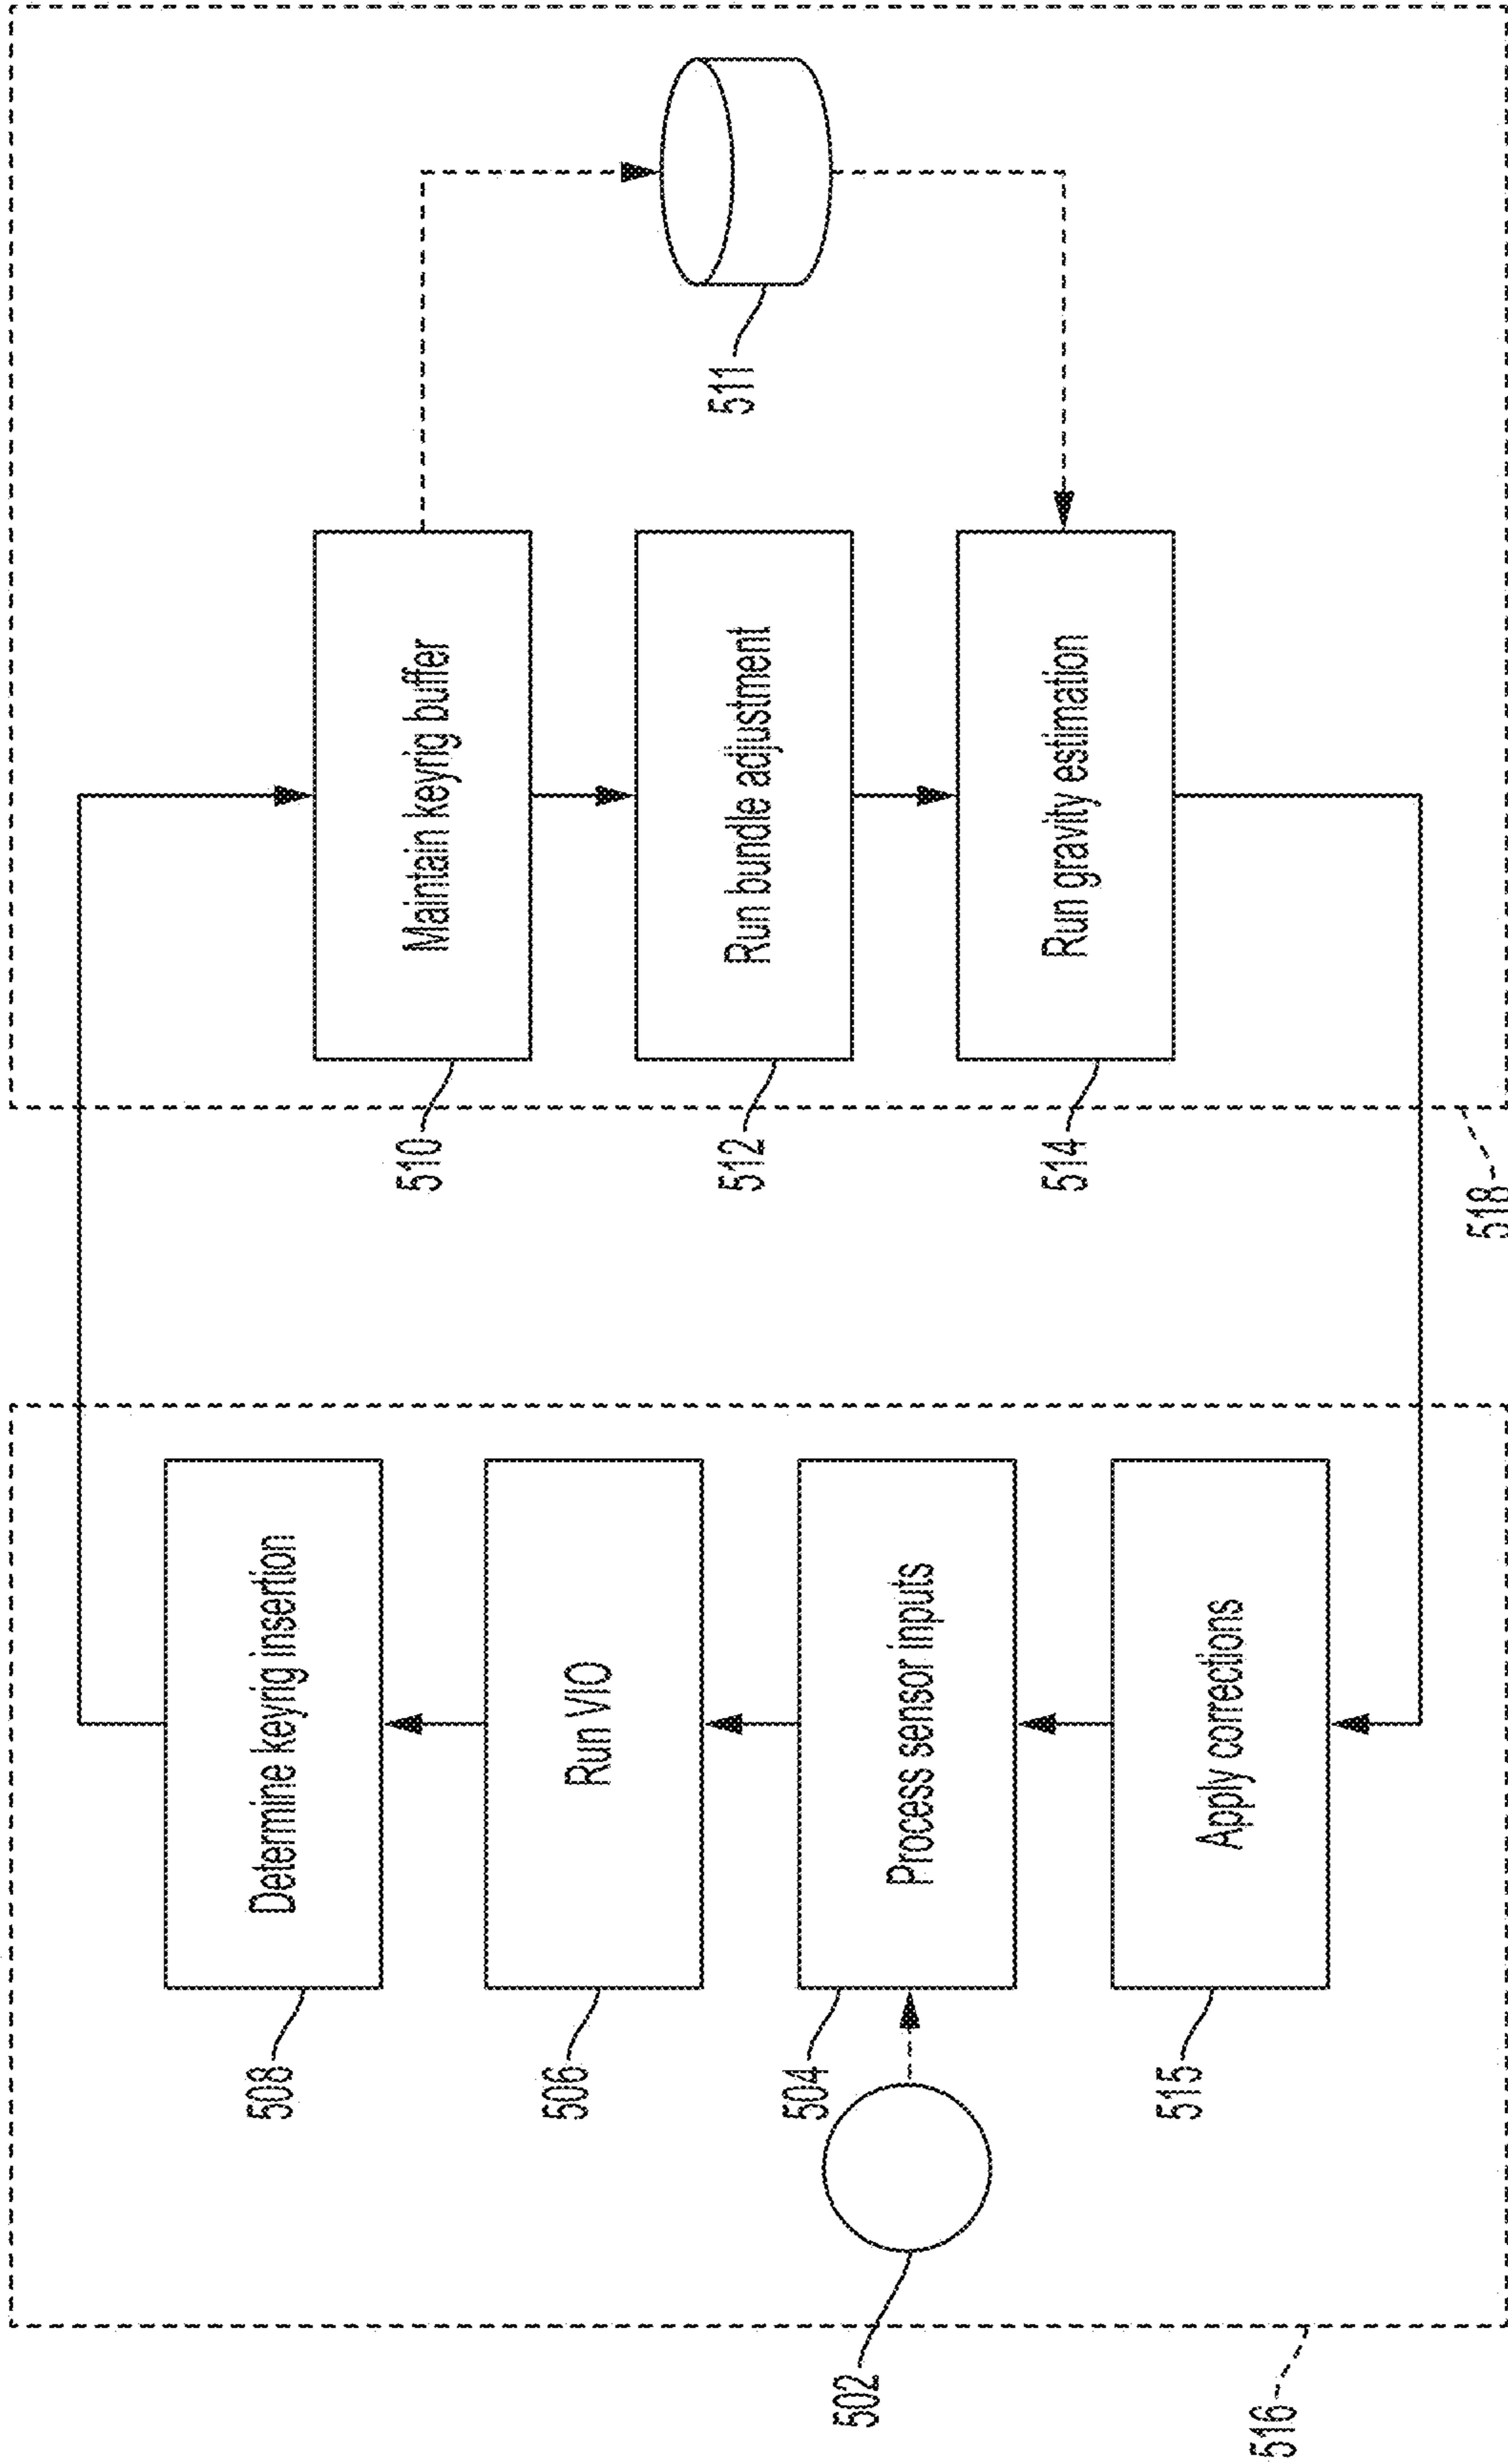 Determine keyrig insertion
508
Run VIO
506
Process sensor inputs
504
502
Apply corrections
515
516
Maintain keyrig buffer
510
511
Run bundle adjustment
512
Run gravity estimation
514
518